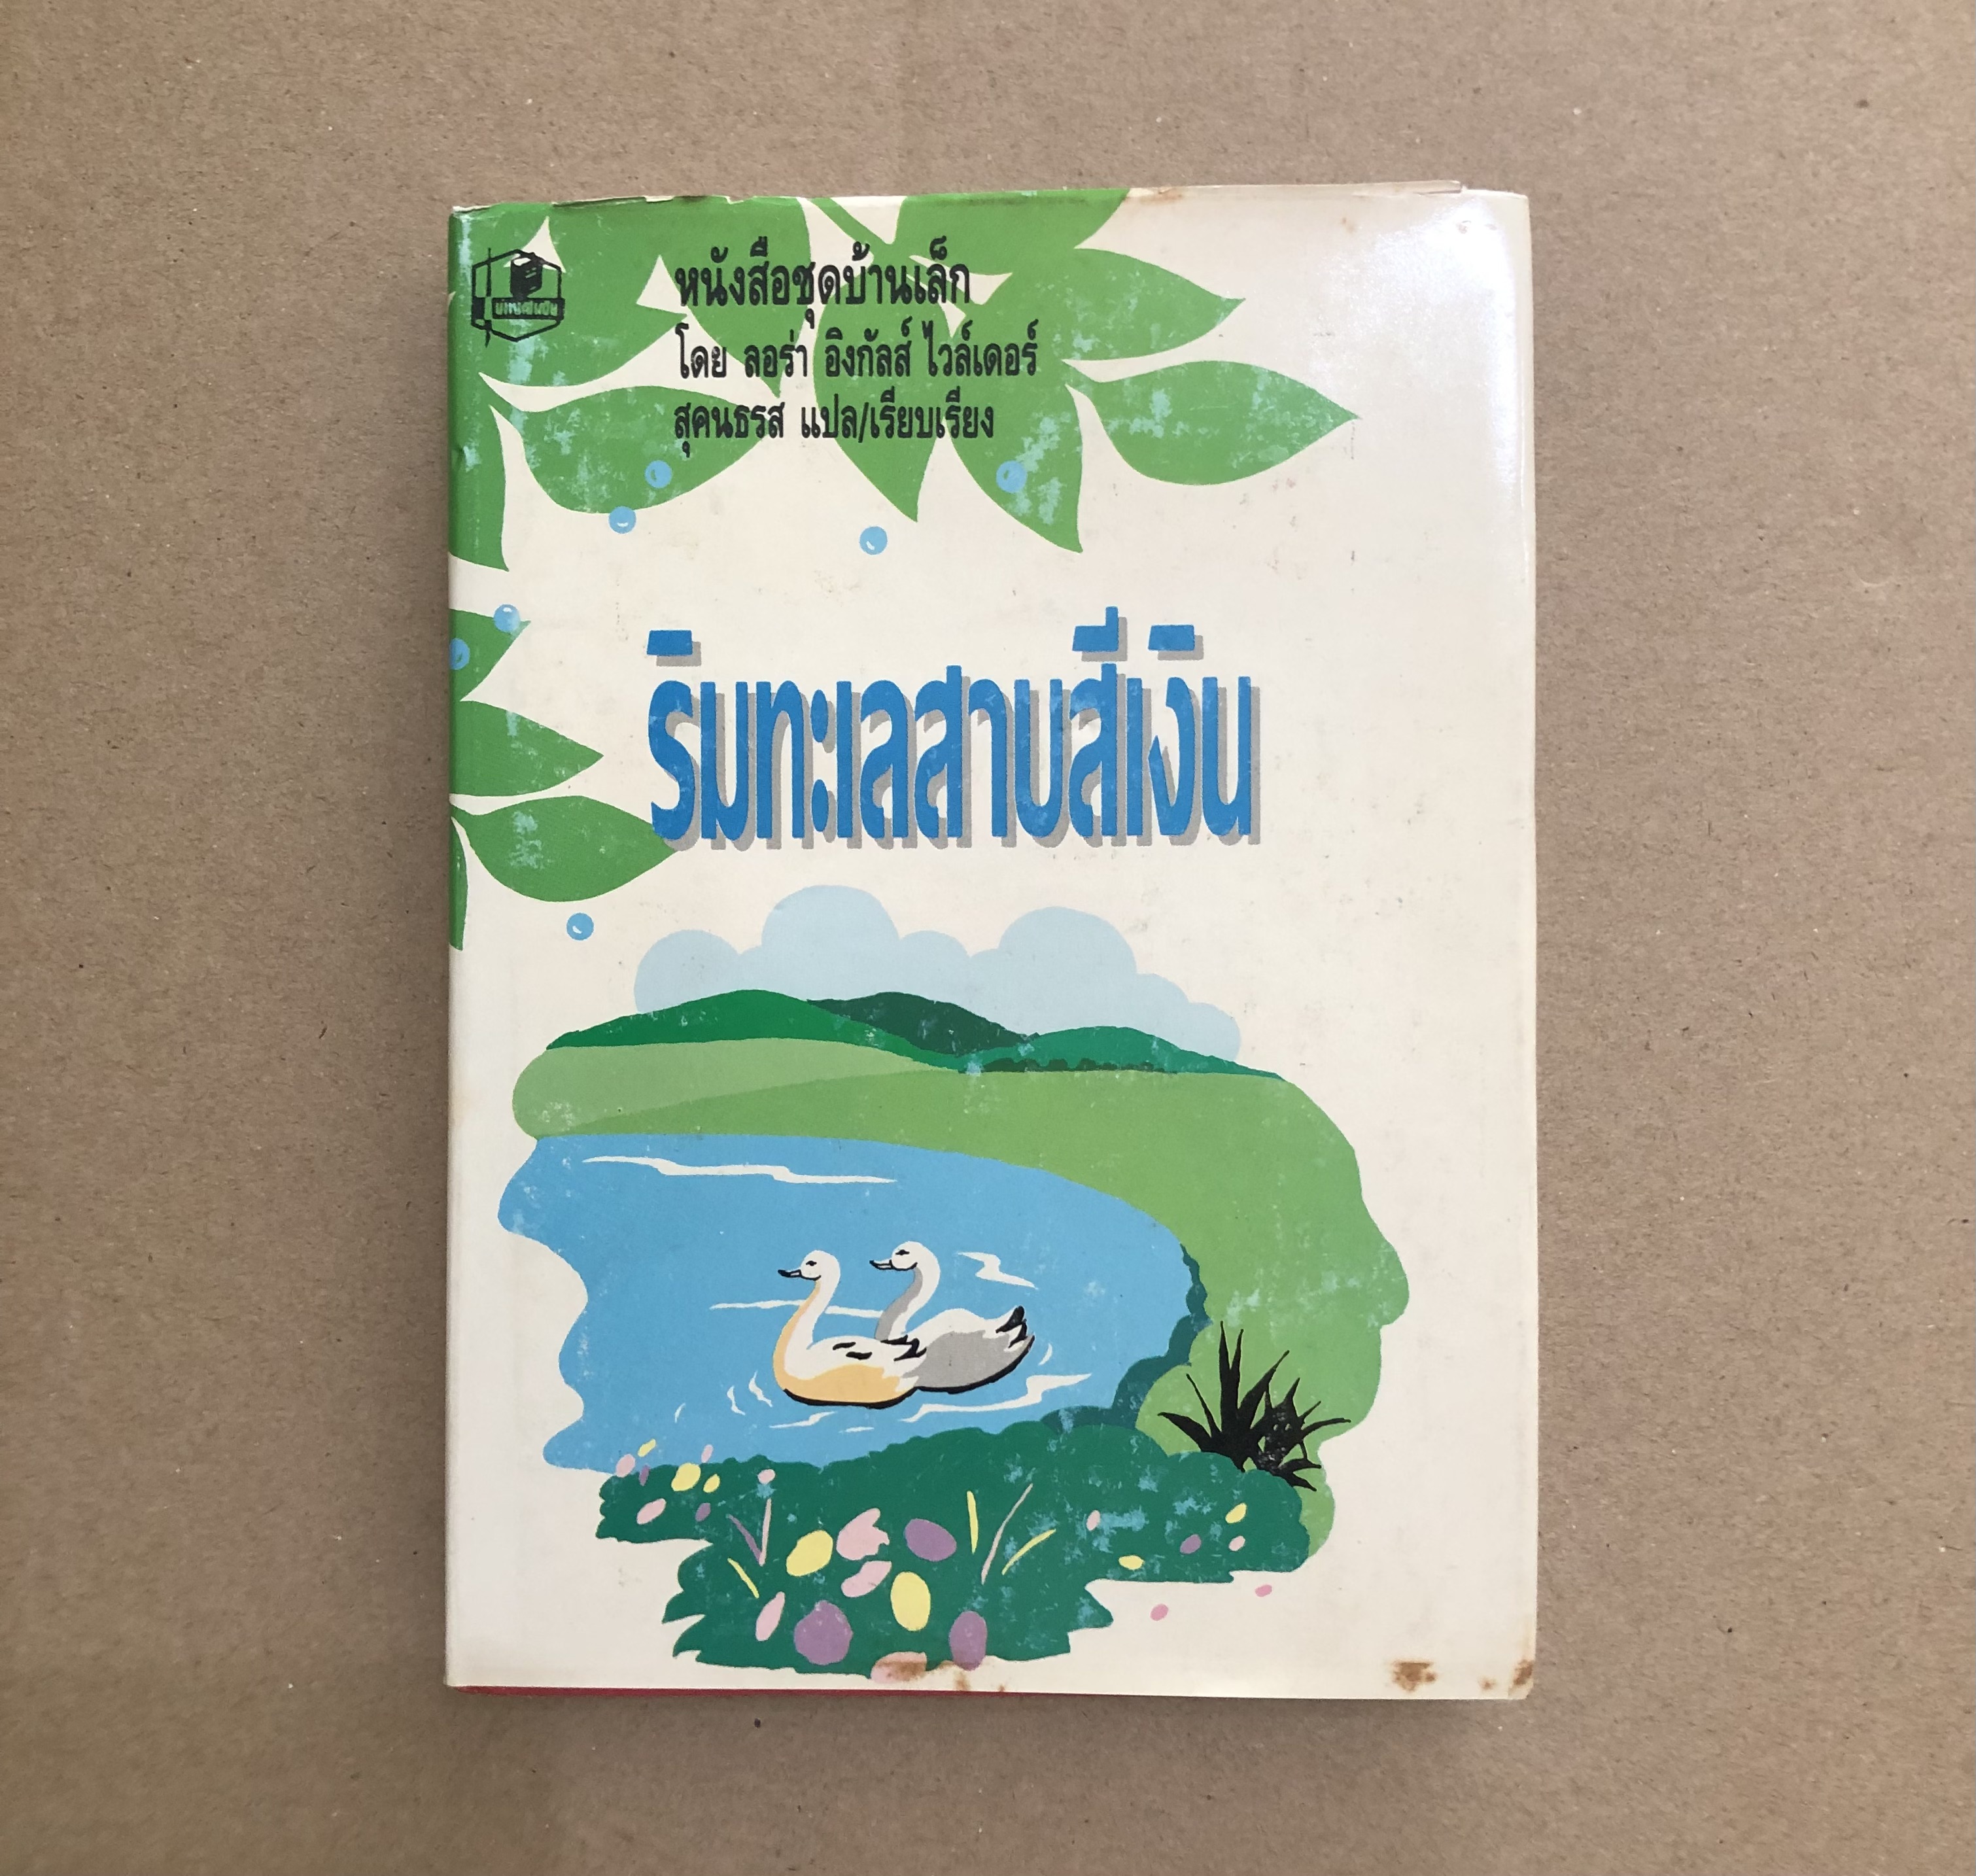 หนังสือชุดบ้านเล็ก
โดย ลอร่า อิงกัลส์ ไวล์เดอร์
สุคนธรส แปล/เรียบเรียง
ริมทะเลสาบสีเงิน